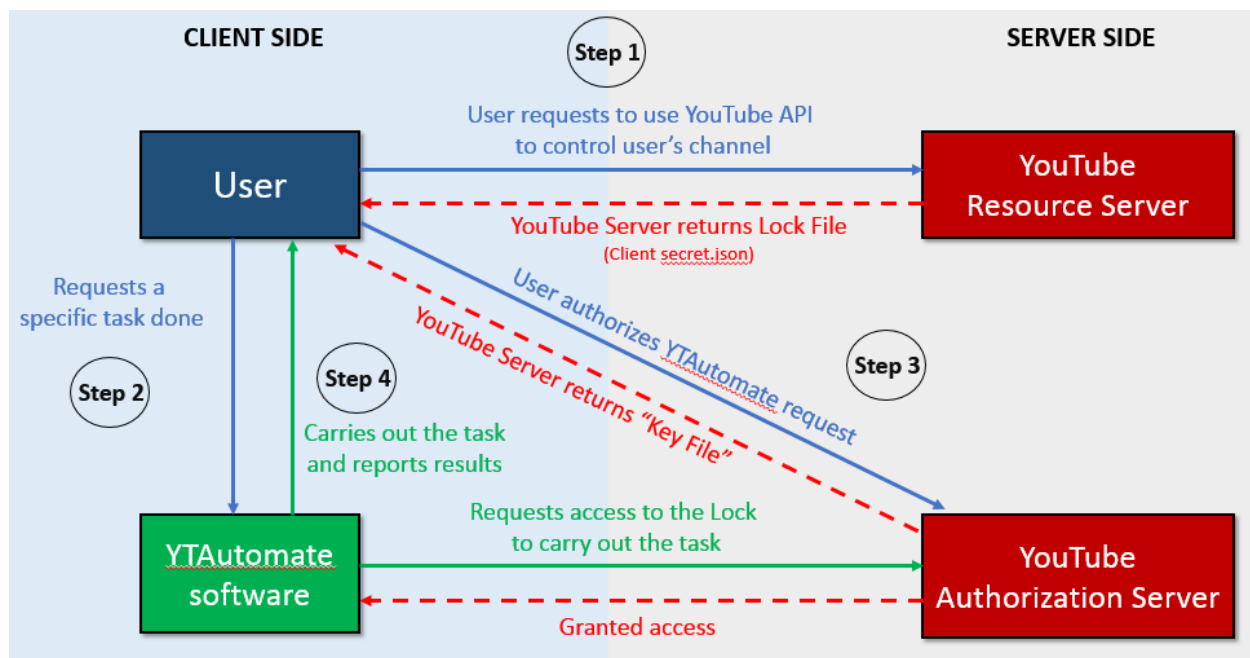 CLIENT SIDE
SERVER SIDE
Step 1
User requests to use YouTube API
to control user's channel
User
YouTube
Resource Server
YouTube Server returns Lock File
(Client secret.json)
Requests a
specific task done
User authorizes YTAutomate request
YouTube Server returns “Key File”
Step 2
Step 4
Step 3
Carries out the task
and reports results
Requests access to the Lock
to carry out the task
YTAutomate
software
YouTube
Authorization Server
Granted access